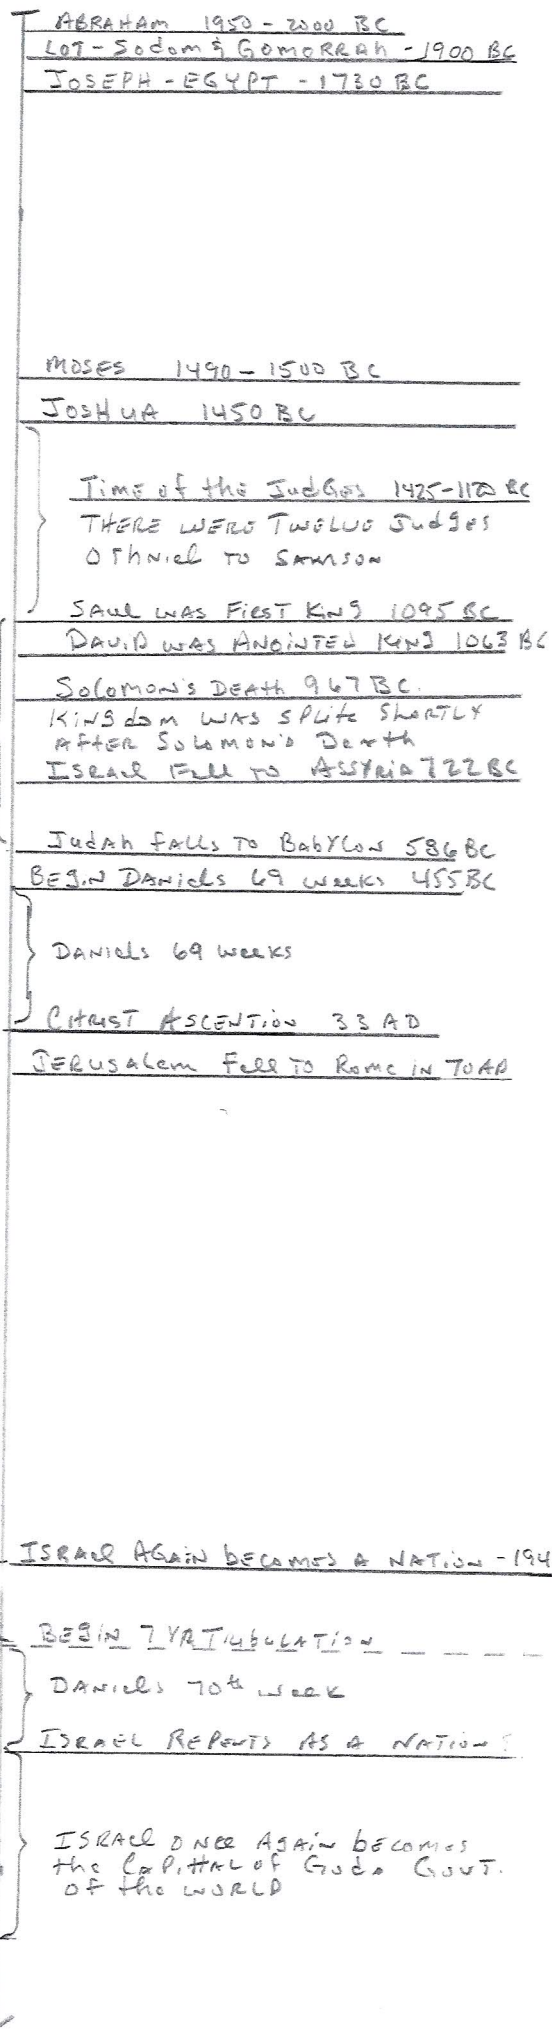 ABRAHAM 1950 - 2000 BC
LOT - Sodom & GOMORRAH - 1900 BC
JOSEPH - EGYPT - 1730 BC
MOSES 1490 - 1500 BC
JOSHUA 1450 BC
Time of the Judges 1425-1120 BC
THERE WERE TWELVE Judges
OThNiel TO SAMSON
SAUL WAS FIRST KING 1095 BC
DAVID WAS ANOINTED KING 1063 BC
SOLOMON'S DEATH 967 BC.
KINGdom WAS SPLITE SHORTLY
AFTER SOLOMON'S DEATH
ISRAEL Fell TO ASSYRIA 722 BC
Judah FALLS TO BABYLON 586 BC
BEGIN DANIELS 69 weeks 455 BC
DANIELS 69 weeks
CHRIST ASCENTION 33 AD
JERUSALEM Fell TO Rome IN 70 AD
ISRAEL AGAIN becomes A NATION - 194
BEGIN 7 YR TRIBULATION
DANIELS 70th week
ISRAEL REPENTS AS A NATION
ISRAEL ONCE AGAIN becomes
the CAPITAL OF Gods GOVT.
OF the WORLD